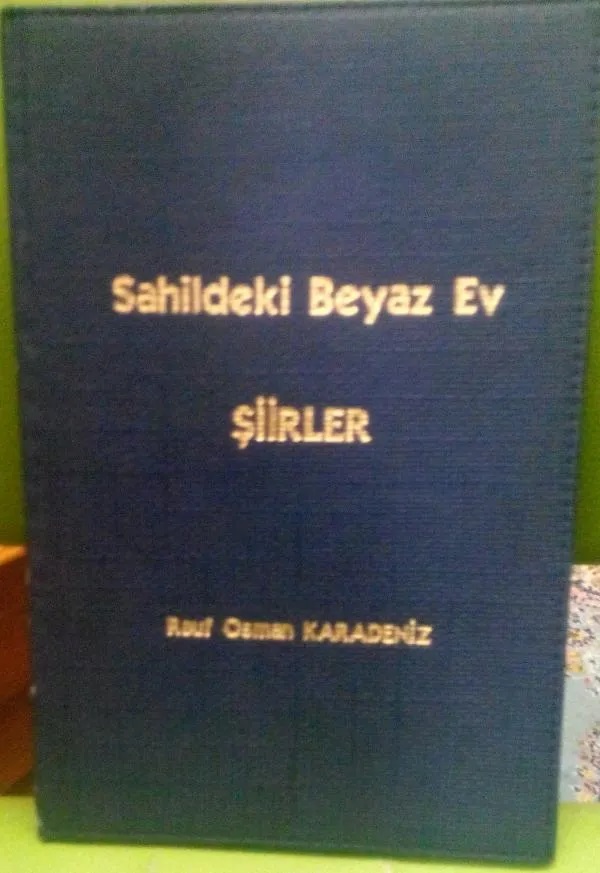 Sahildeki Beyaz Ev
ŞİİRLER
Rauf Osman KARADENİZ